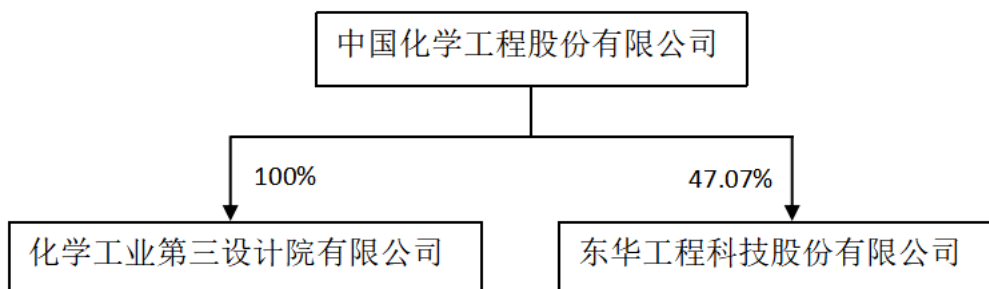 中国化学工程股份有限公司
100%
47.07%
化学工业第三设计院有限公司
东华工程科技股份有限公司